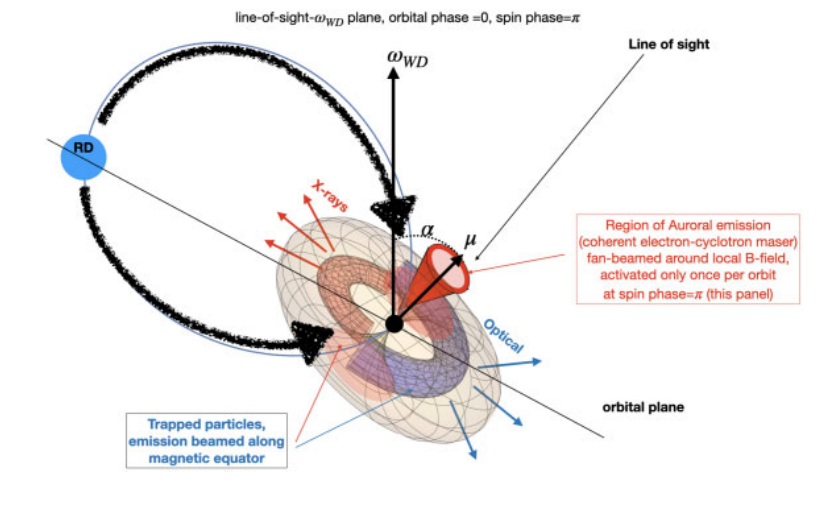 line-of-sight-ω_WD plane, orbital phase =0, spin phase=π
ω_WD
Line of sight
RD
X-rays
α
μ
Region of Auroral emission
(coherent electron-cyclotron maser)
fan-beamed around local B-field,
activated only once per orbit
at spin phase=π (this panel)
Optical
orbital plane
Trapped particles,
emission beamed along
magnetic equator